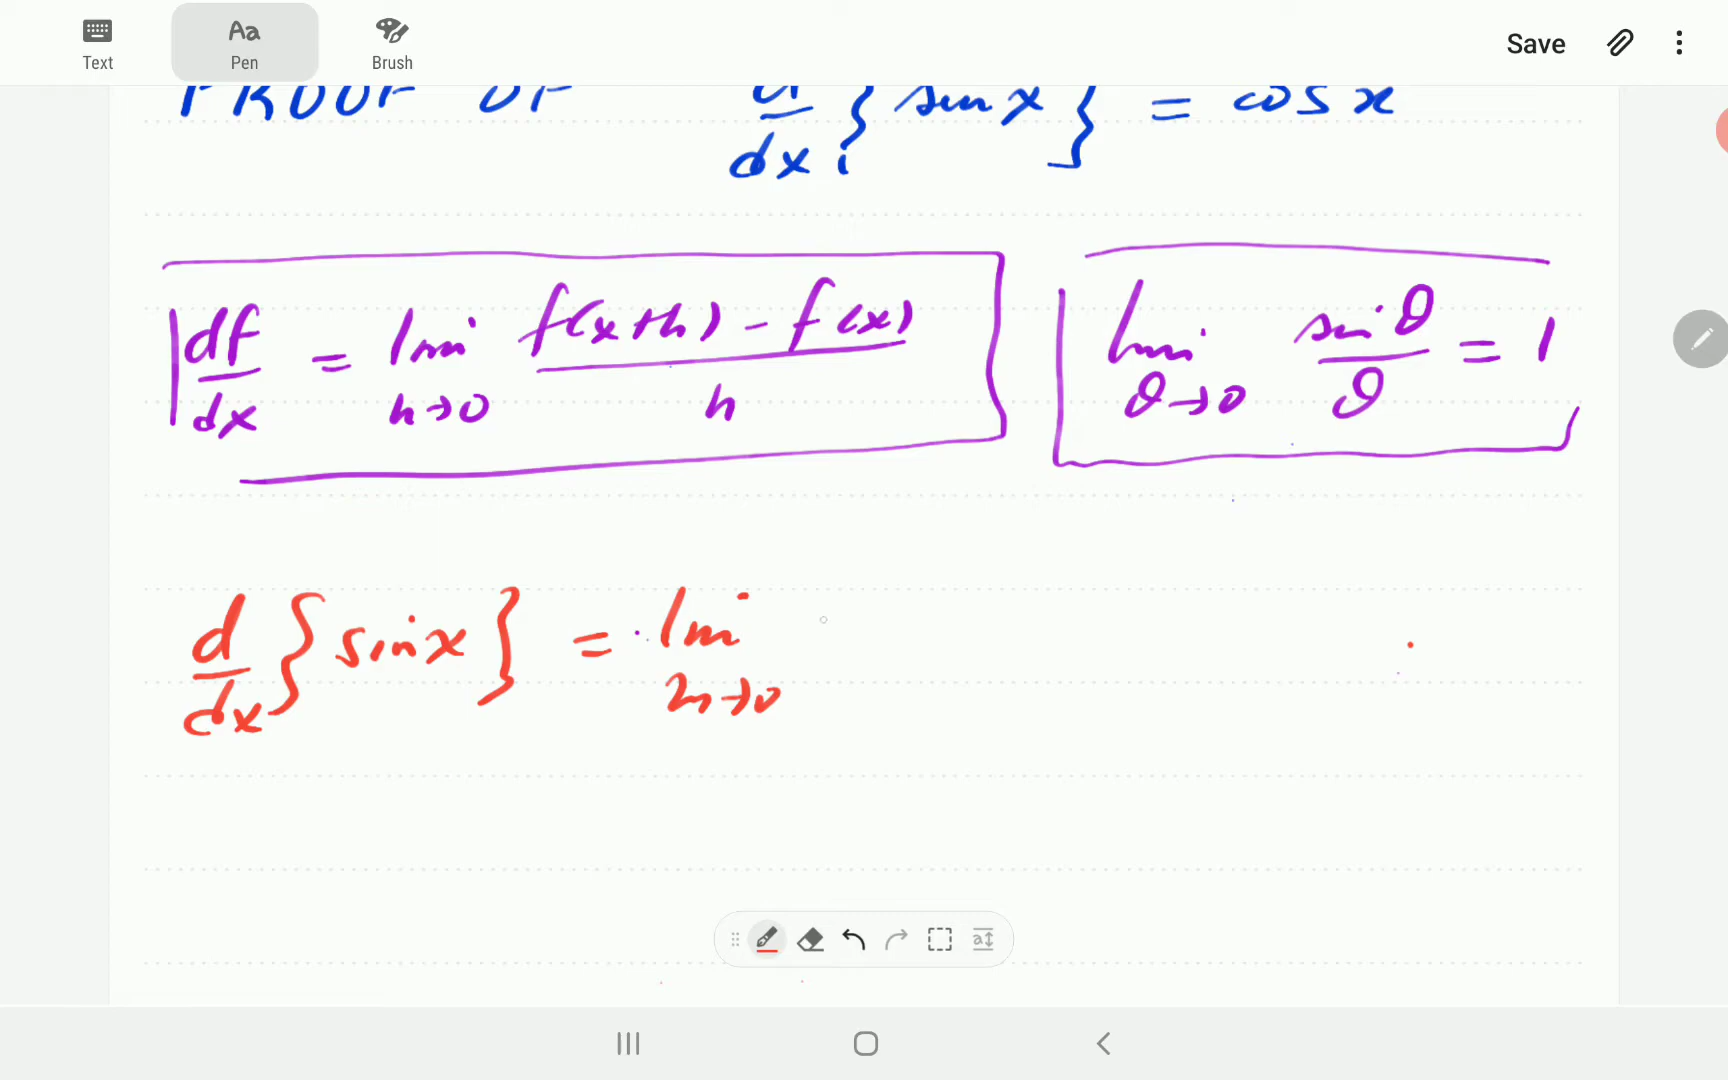 Text Aa Pen Brush Save
PROOF OF d/dx { sin x } = cos x
df/dx = lim h→0 f(x+h) - f(x) / h lim θ→0 sin θ / θ = 1
d/dx { sin x } = lim h→0